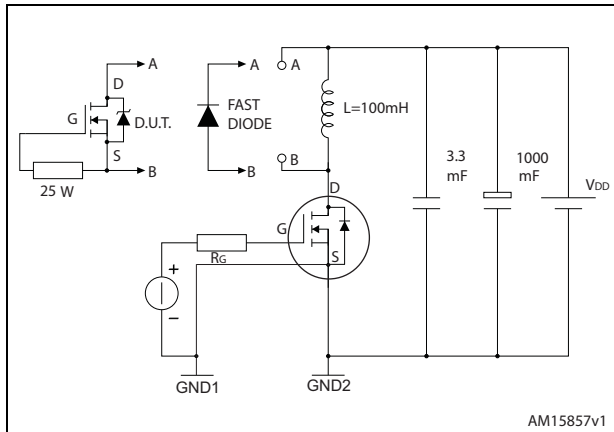 A
D
G
D.U.T.
S
B
25 W
A
FAST
DIODE
B
A
B
L=100mH
D
G
S
RG
+
–
3.3
mF
1000
mF
VDD
GND1
GND2
AM15857v1